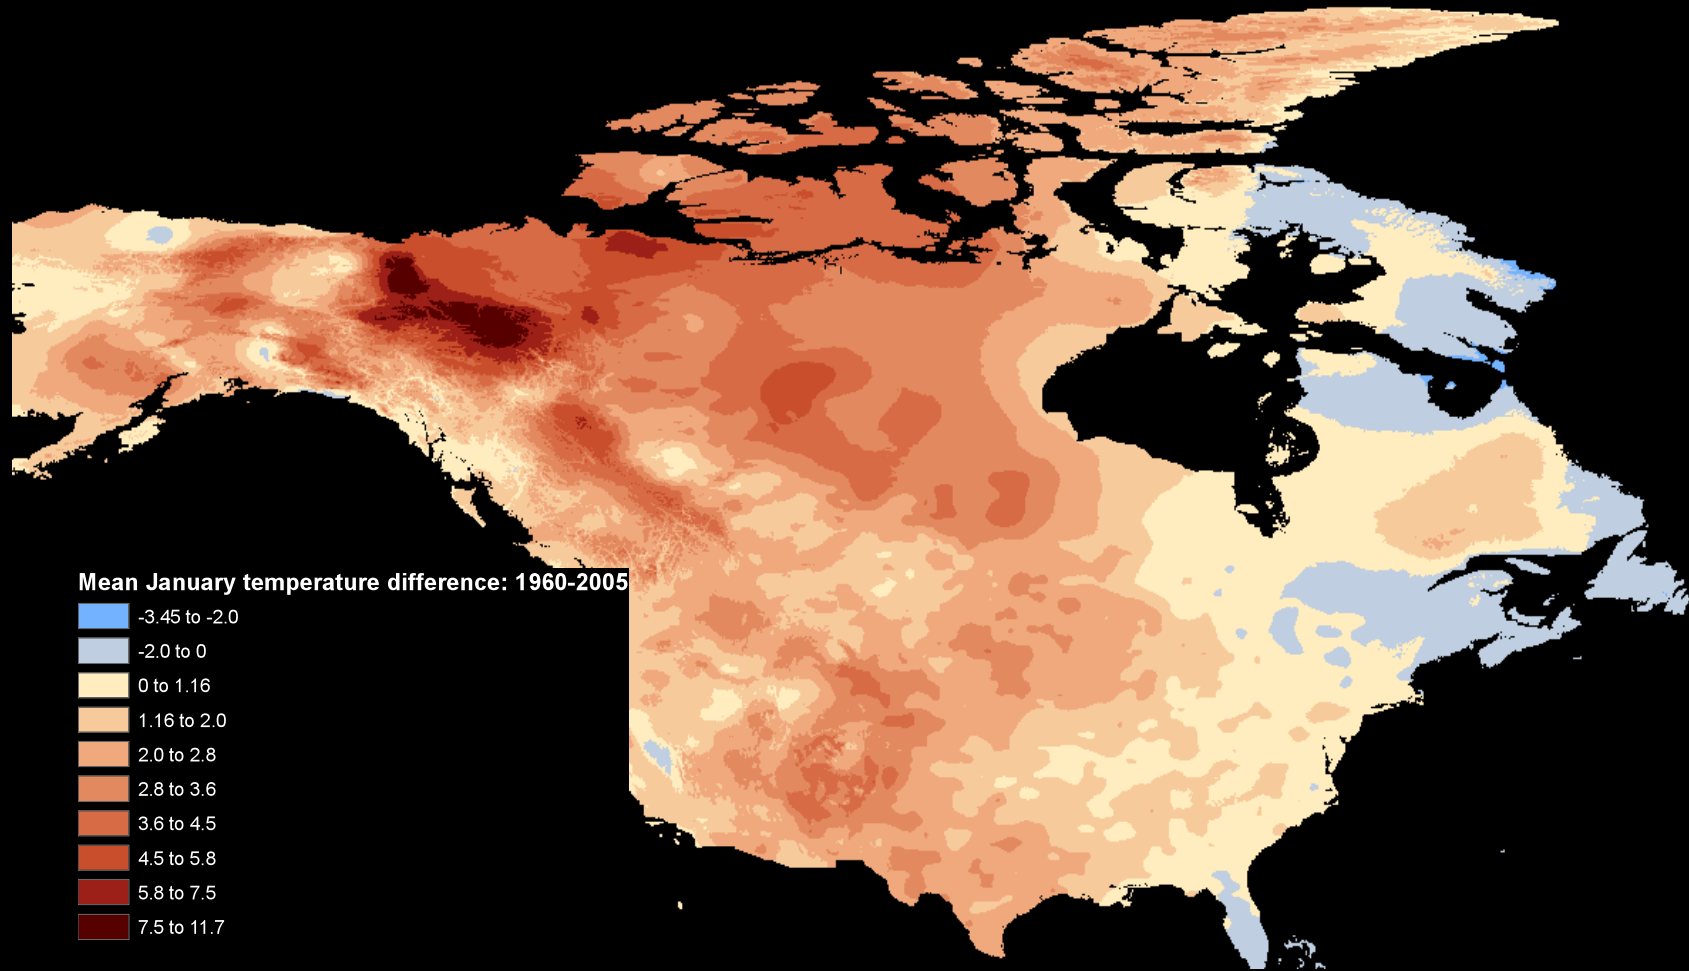 Mean January temperature difference: 1960-2005
-3.45 to -2.0
-2.0 to 0
0 to 1.16
1.16 to 2.0
2.0 to 2.8
2.8 to 3.6
3.6 to 4.5
4.5 to 5.8
5.8 to 7.5
7.5 to 11.7